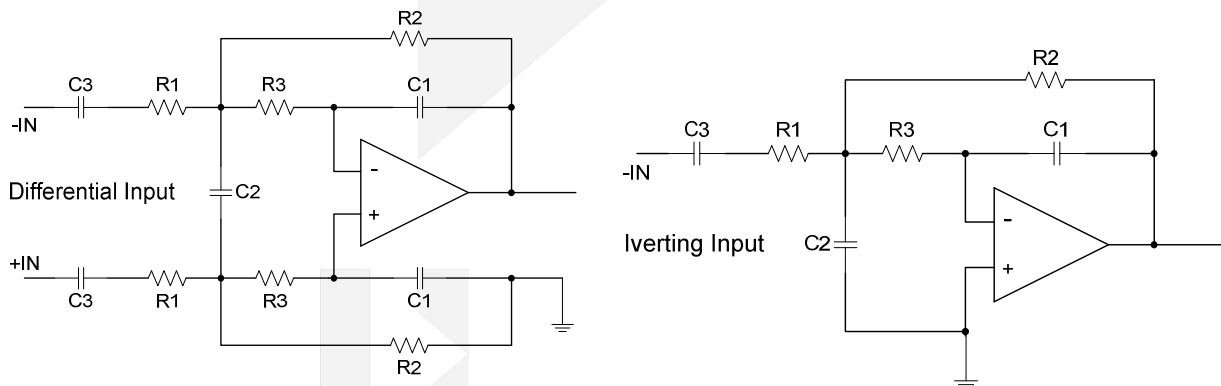 R2
C3 R1 R3 C1
-IN
-
Differential Input
C2
+
+IN
C3 R1 R3 C1
R2
R2
C3 R1 R3 C1
-IN
-
Iverting Input
C2
+